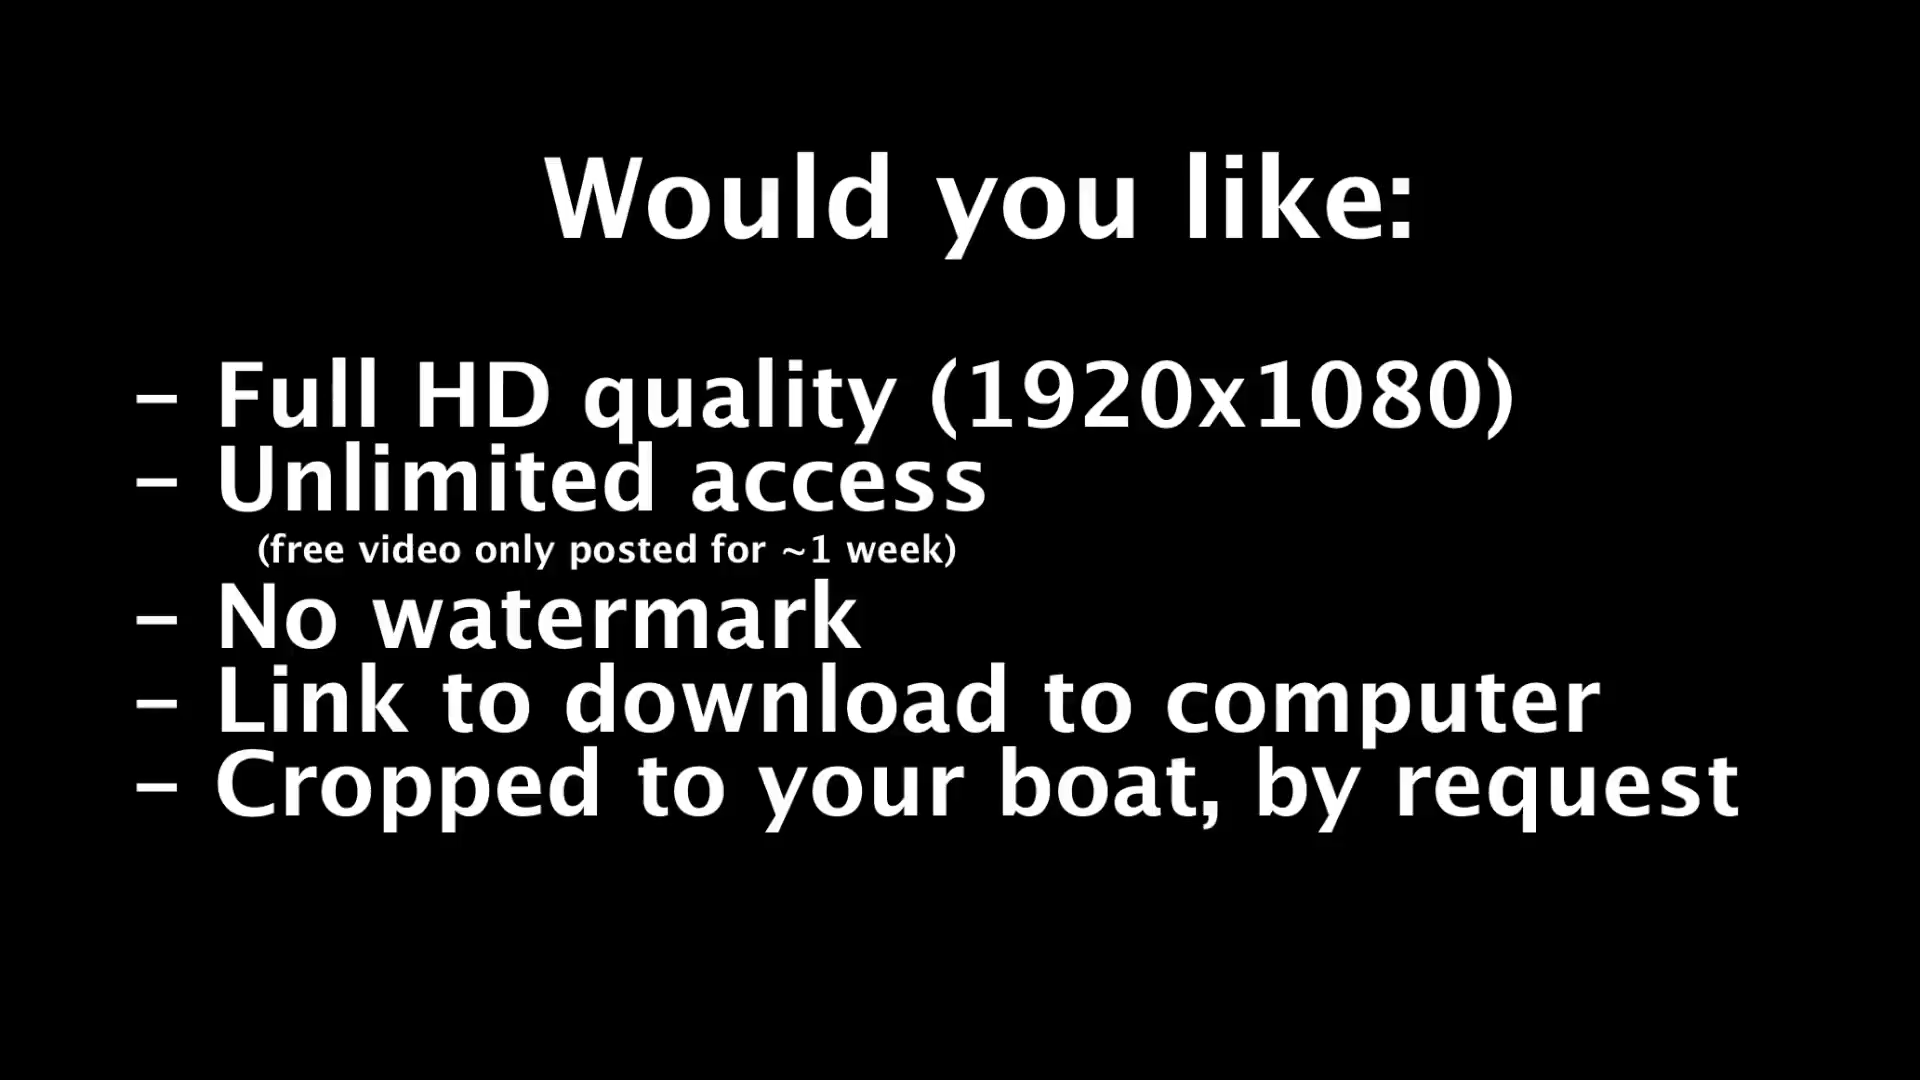 Would you like:
- Full HD quality (1920x1080)
- Unlimited access
(free video only posted for ~1 week)
- No watermark
- Link to download to computer
- Cropped to your boat, by request